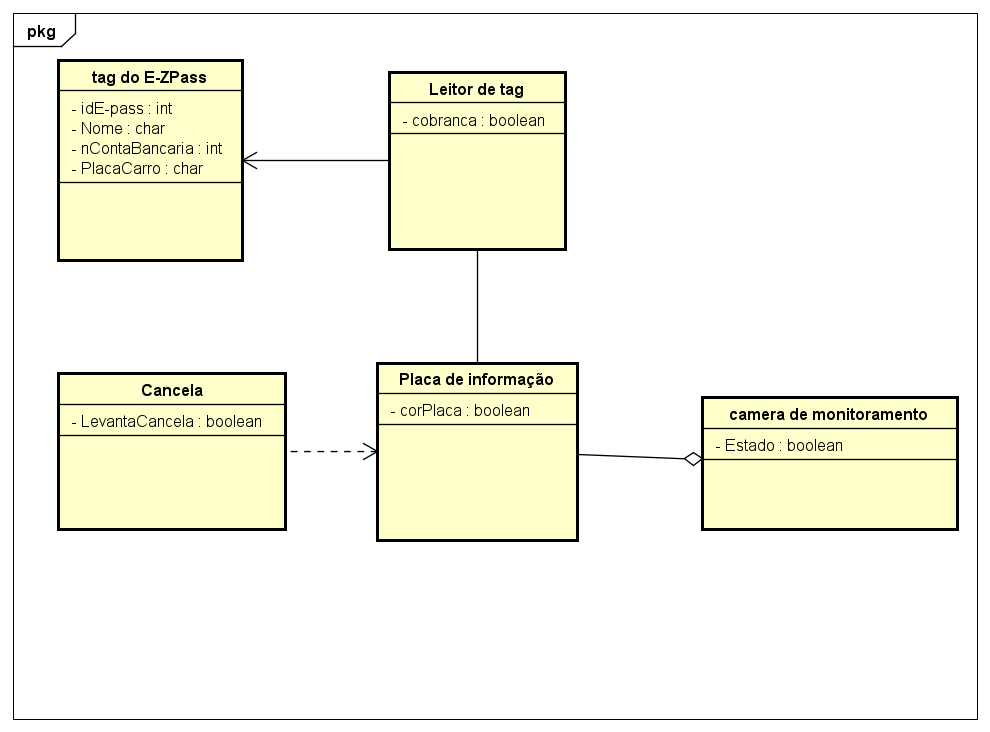 pkg
tag do E-ZPass
- idE-pass : int
- Nome : char
- nContaBancaria : int
- PlacaCarro : char
Leitor de tag
- cobranca : boolean
Cancela
- LevantaCancela : boolean
Placa de informação
- corPlaca : boolean
camera de monitoramento
- Estado : boolean